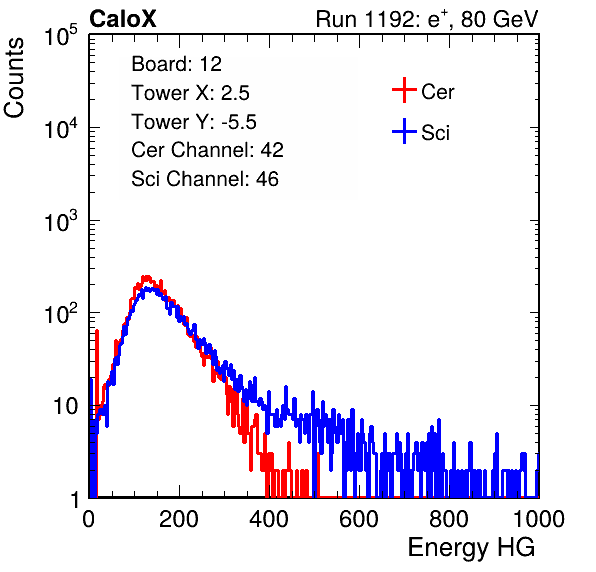 CaloX Run 1192: e⁺, 80 GeV
Counts
Board: 12
Tower X: 2.5
Tower Y: -5.5
Cer Channel: 42
Sci Channel: 46
Cer
Sci
10⁵
10⁴
10³
10²
10
1
0 200 400 600 800 1000
Energy HG